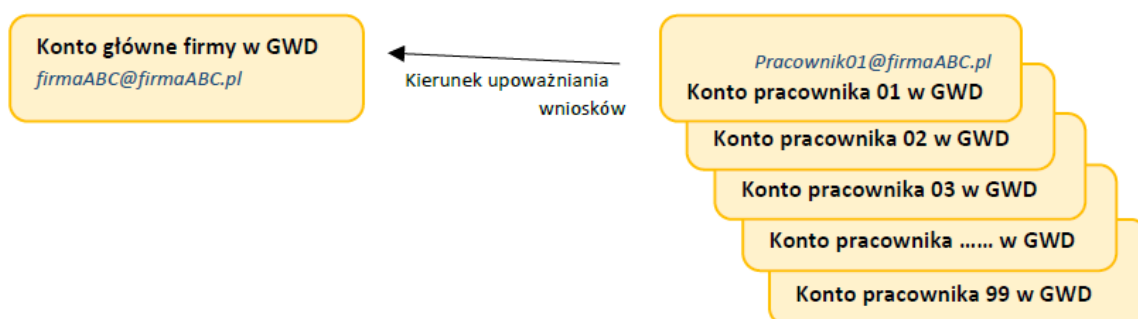 Konto główne firmy w GWD
firmaABC@firmaABC.pl
Kierunek upoważniania
wniosków
Pracownik01@firmaABC.pl
Konto pracownika 01 w GWD
Konto pracownika 02 w GWD
Konto pracownika 03 w GWD
Konto pracownika ...... w GWD
Konto pracownika 99 w GWD